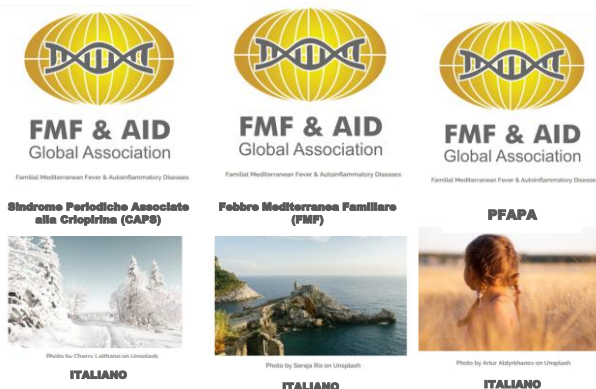 FMF & AID
Global Association
Familial Mediterranean Fever & Autoinflammatory Diseases
Sindrome Periodiche Associate
alla Criopirina (CAPS)
Photo by Cherry Laithang on Unsplash
ITALIANO
FMF & AID
Global Association
Familial Mediterranean Fever & Autoinflammatory Diseases
Febbre Mediterranea Familiare
(FMF)
Photo by Sereja Ris on Unsplash
ITALIANO
FMF & AID
Global Association
Familial Mediterranean Fever & Autoinflammatory Diseases
PFAPA
Photo by Artur Aldyrkhanov on Unsplash
ITALIANO